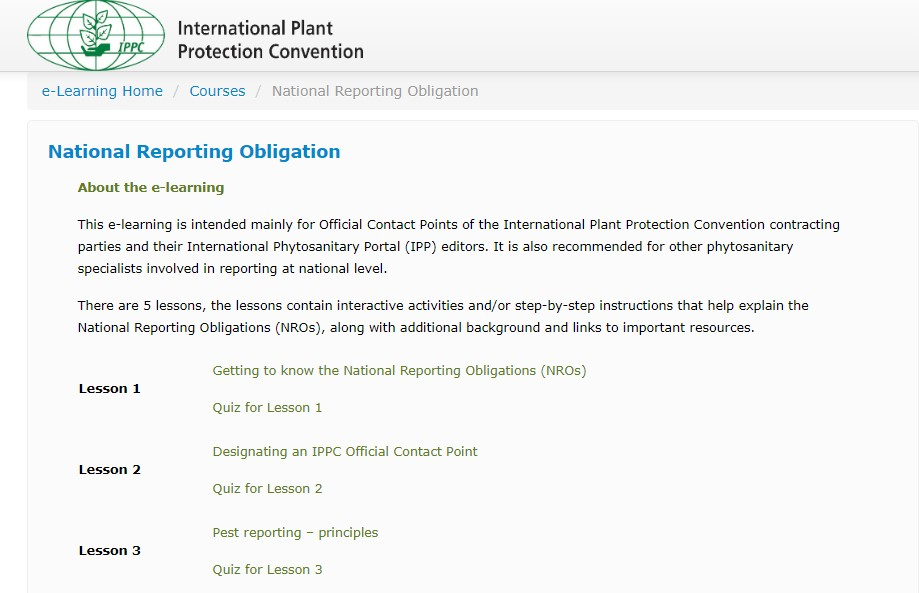 IPPC
International Plant
Protection Convention
e-Learning Home / Courses / National Reporting Obligation
National Reporting Obligation
About the e-learning
This e-learning is intended mainly for Official Contact Points of the International Plant Protection Convention contracting
parties and their International Phytosanitary Portal (IPP) editors. It is also recommended for other phytosanitary
specialists involved in reporting at national level.
There are 5 lessons, the lessons contain interactive activities and/or step-by-step instructions that help explain the
National Reporting Obligations (NROs), along with additional background and links to important resources.
Lesson 1
Getting to know the National Reporting Obligations (NROs)
Quiz for Lesson 1
Lesson 2
Designating an IPPC Official Contact Point
Quiz for Lesson 2
Lesson 3
Pest reporting – principles
Quiz for Lesson 3